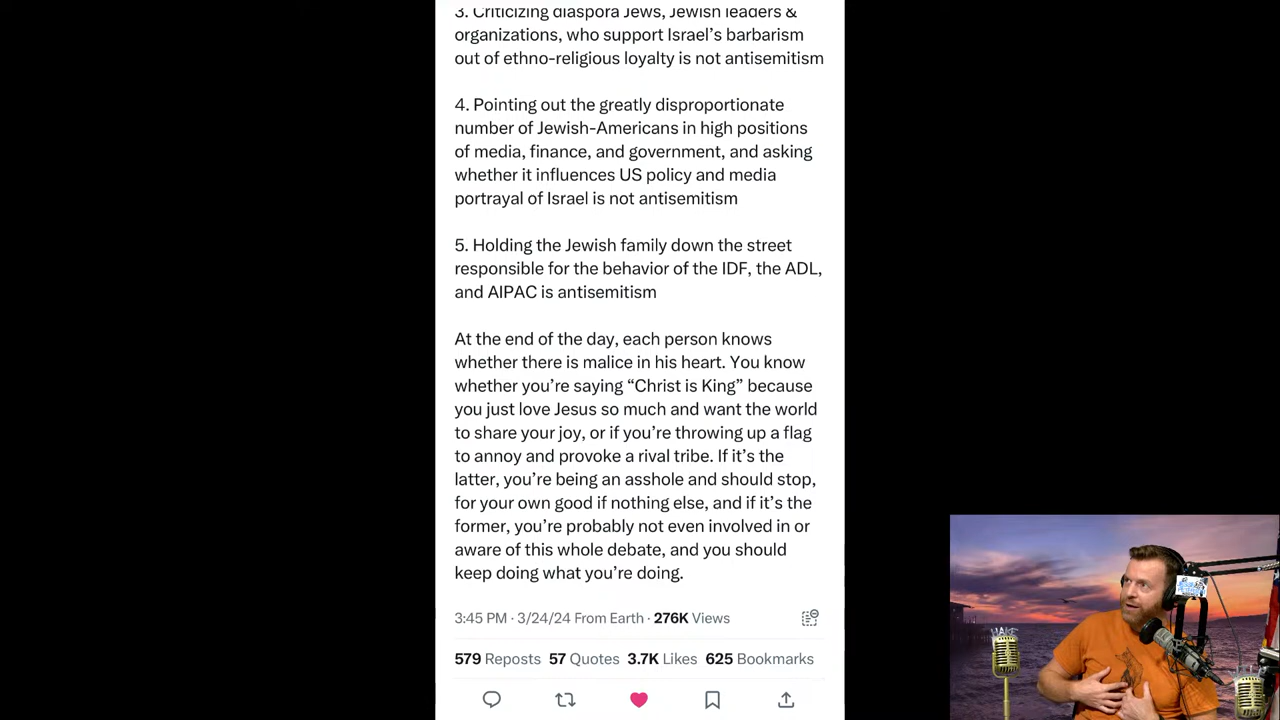 3. Criticizing diaspora Jews, Jewish leaders &
organizations, who support Israel’s barbarism
out of ethno-religious loyalty is not antisemitism
4. Pointing out the greatly disproportionate
number of Jewish-Americans in high positions
of media, finance, and government, and asking
whether it influences US policy and media
portrayal of Israel is not antisemitism
5. Holding the Jewish family down the street
responsible for the behavior of the IDF, the ADL,
and AIPAC is antisemitism
At the end of the day, each person knows
whether there is malice in his heart. You know
whether you’re saying “Christ is King” because
you just love Jesus so much and want the world
to share your joy, or if you’re throwing up a flag
to annoy and provoke a rival tribe. If it’s the
latter, you’re being an asshole and should stop,
for your own good if nothing else, and if it’s the
former, you’re probably not even involved in or
aware of this whole debate, and you should
keep doing what you’re doing.
3:45 PM · 3/24/24 From Earth · 276K Views
579 Reposts 57 Quotes 3.7K Likes 625 Bookmarks